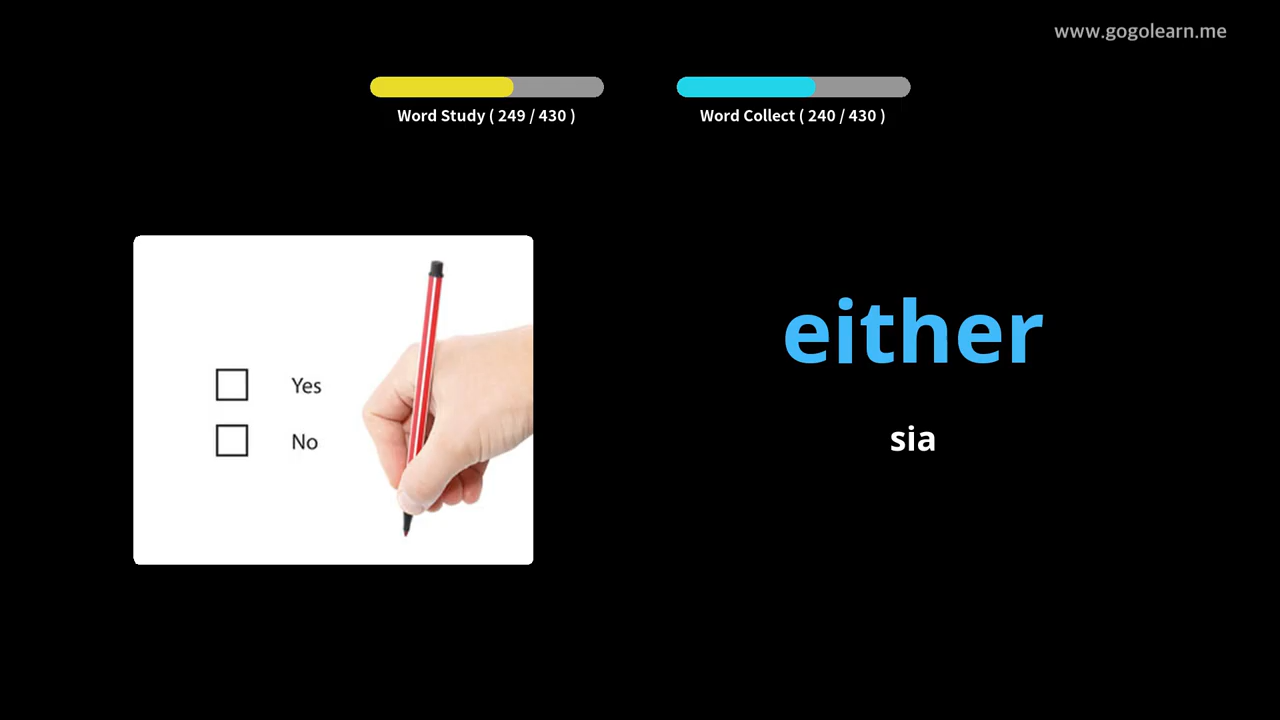 www.gogolearn.me
Word Study ( 249 / 430 )
Word Collect ( 240 / 430 )
Yes
No
either
sia